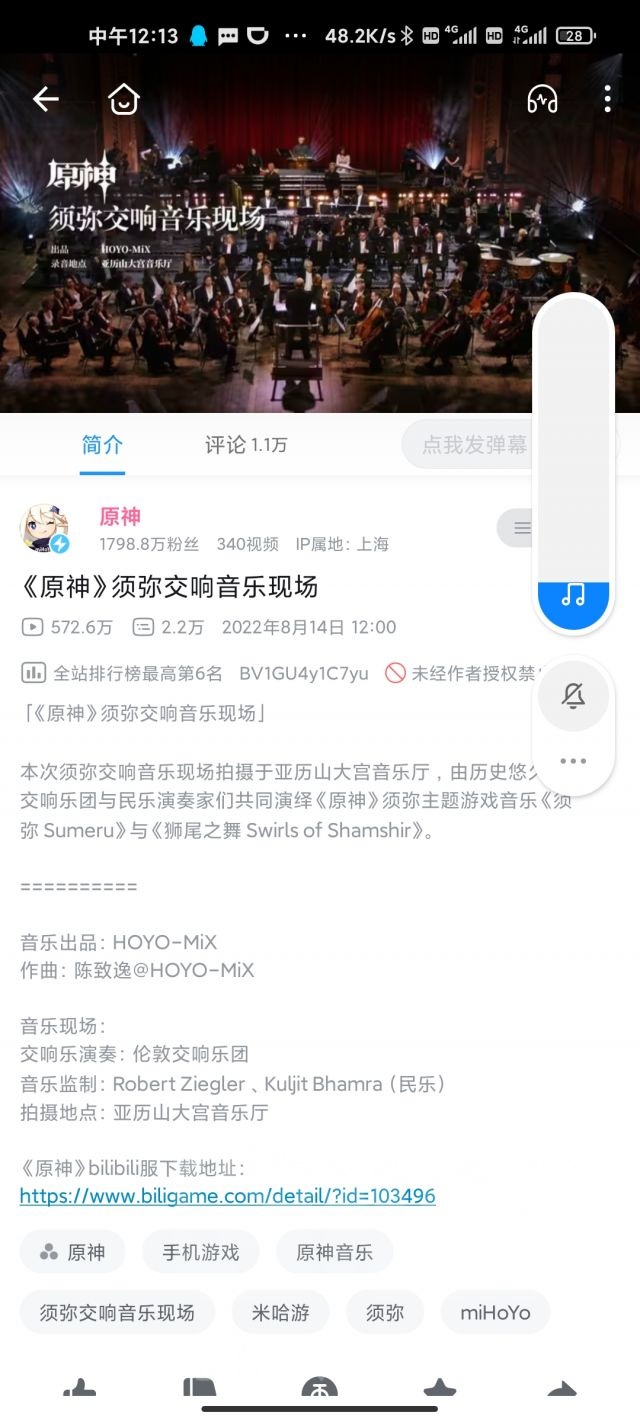 中午12:13 48.2K/s HD 4G HD 4G 28
原神
须弥交响音乐现场
出品 HOYO-MiX
录音地点 亚历山大宫音乐厅
简介 评论 1.1万 点我发弹幕
原神
1798.8万粉丝 340视频 IP属地：上海
《原神》须弥交响音乐现场
572.6万 2.2万 2022年8月14日 12:00
全站排行榜最高第6名 BV1GU4y1C7yu 未经作者授权禁
「《原神》须弥交响音乐现场」
本次须弥交响音乐现场拍摄于亚历山大宫音乐厅，由历史悠
交响乐团与民乐演奏家们共同演绎《原神》须弥主题游戏音乐《须
弥 Sumeru》与《狮尾之舞 Swirls of Shamshir》。
==========
音乐出品：HOYO-MiX
作曲：陈致逸@HOYO-MiX
音乐现场：
交响乐演奏：伦敦交响乐团
音乐监制：Robert Ziegler 、Kuljit Bhamra（民乐）
拍摄地点：亚历山大宫音乐厅
《原神》bilibili服下载地址：
https://www.biligame.com/detail/?id=103496
原神 手机游戏 原神音乐
须弥交响音乐现场 米哈游 须弥 miHoYo